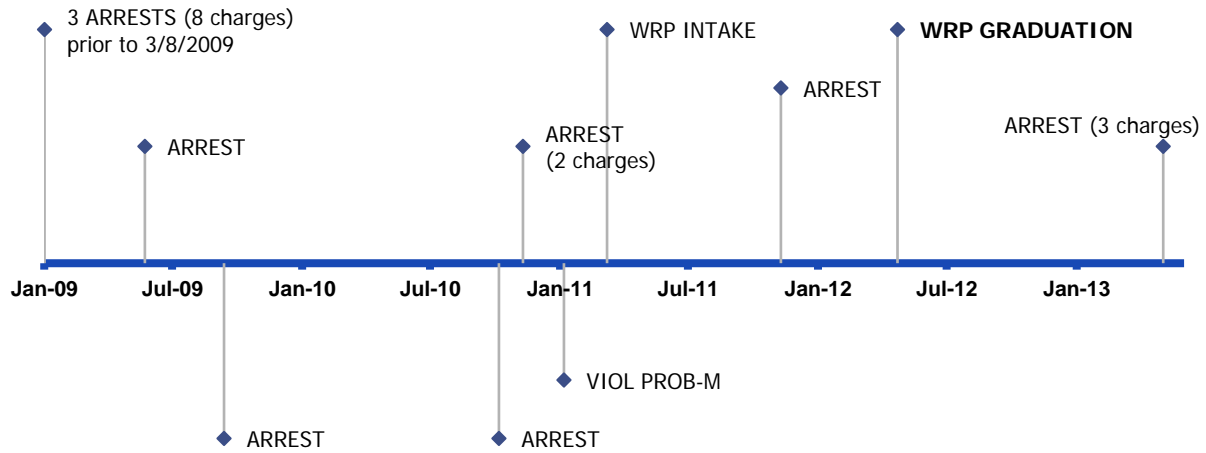 3 ARRESTS (8 charges)
prior to 3/8/2009
WRP INTAKE
WRP GRADUATION
ARREST
ARREST (3 charges)
ARREST
(2 charges)
ARREST
Jan-09 Jul-09 Jan-10 Jul-10 Jan-11 Jul-11 Jan-12 Jul-12 Jan-13
VIOL PROB-M
ARREST
ARREST